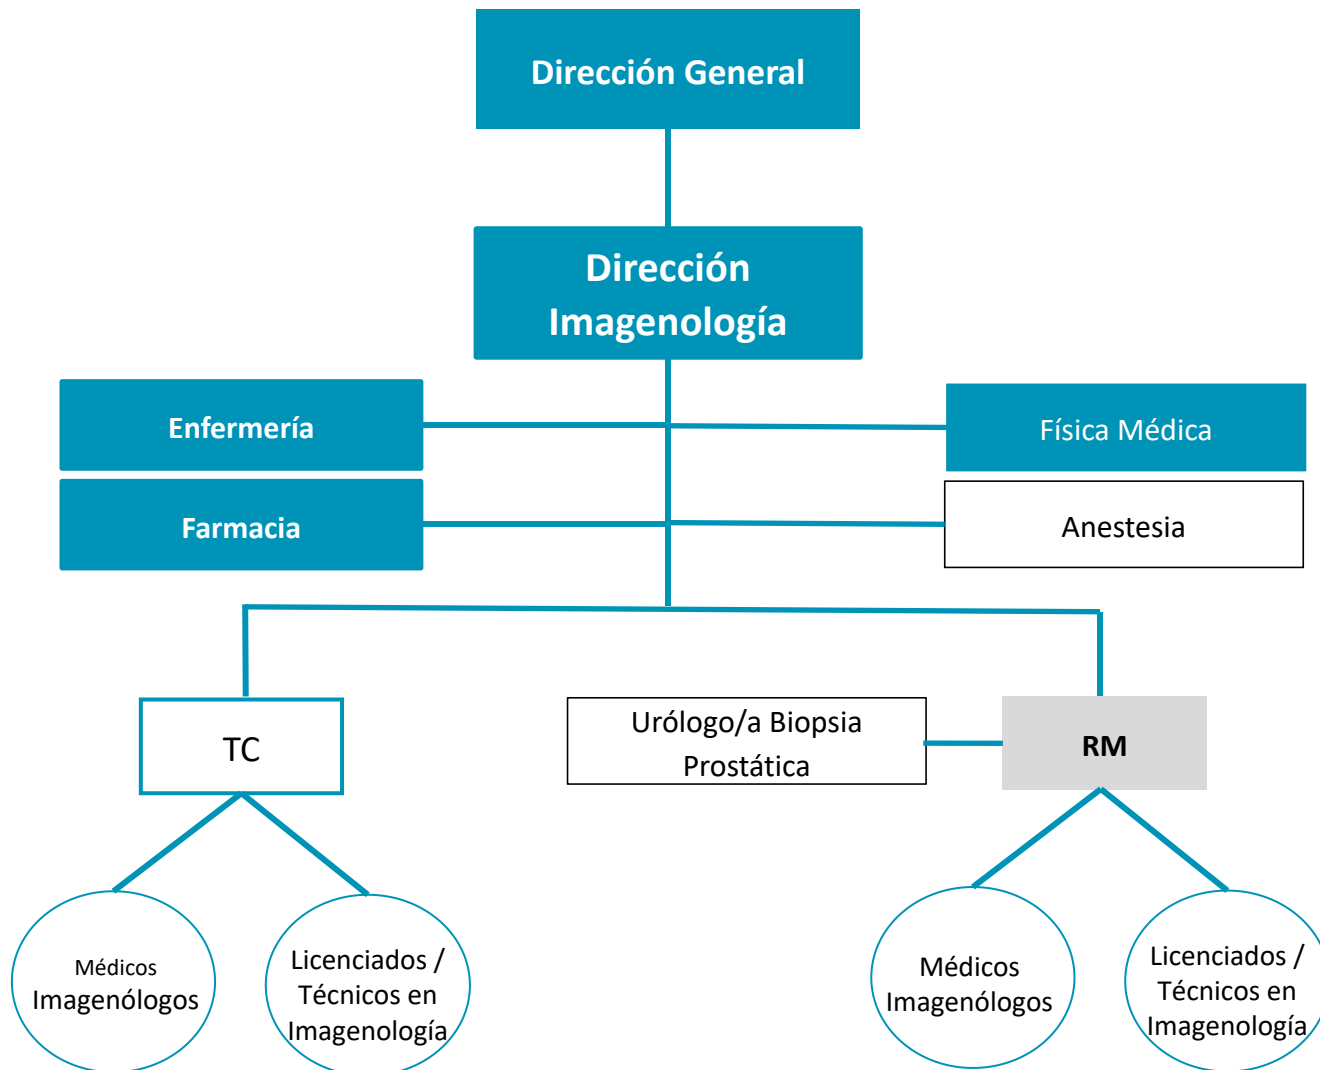 Dirección General
Dirección
Imagenología
Enfermería
Física Médica
Farmacia
Anestesia
TC
Urólogo/a Biopsia
Prostática
RM
Médicos
Imagenólogos
Licenciados /
Técnicos en
Imagenología
Médicos
Imagenólogos
Licenciados /
Técnicos en
Imagenología